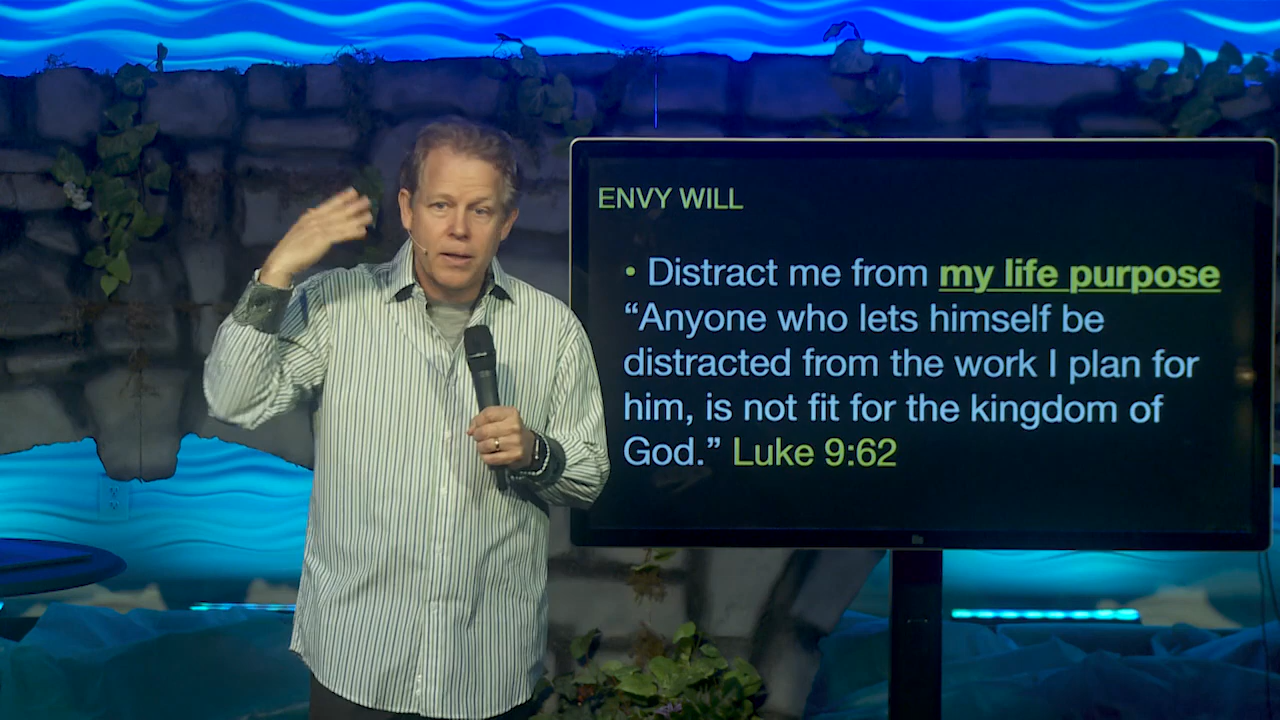 ENVY WILL
• Distract me from my life purpose
“Anyone who lets himself be
distracted from the work I plan for
him, is not fit for the kingdom of
God.” Luke 9:62